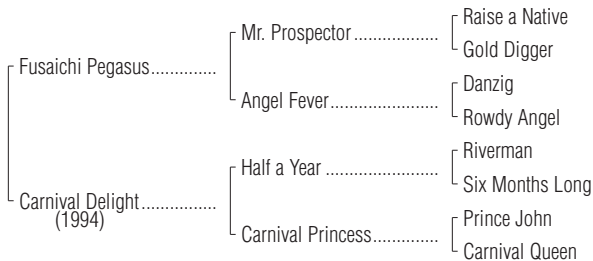 Raise a Native
Mr. Prospector..................
Gold Digger
Fusaichi Pegasus..............
Danzig
Angel Fever.......................
Rowdy Angel
Riverman
Half a Year ........................
Six Months Long
Carnival Delight................
(1994)
Prince John
Carnival Princess..............
Carnival Queen